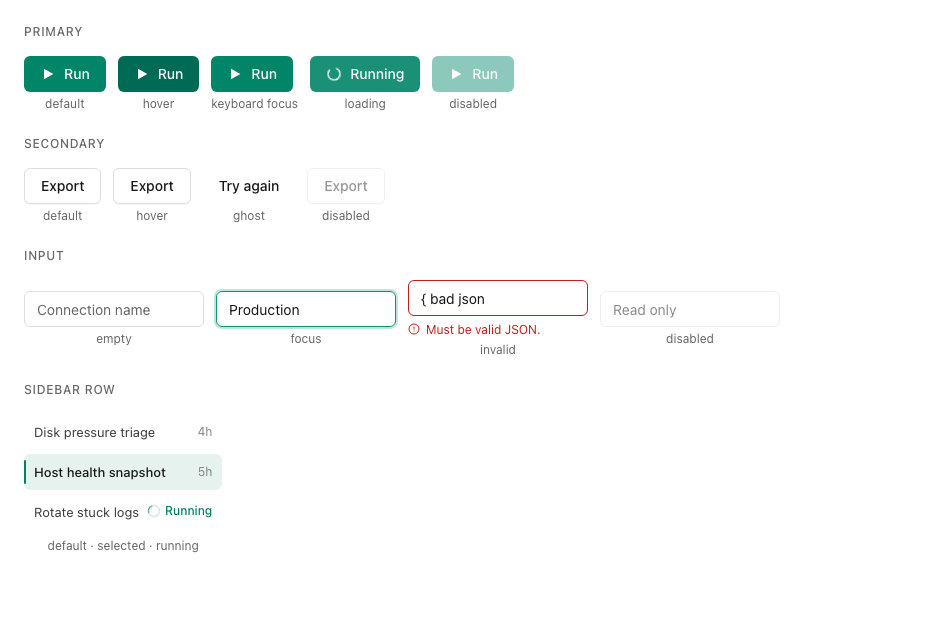 PRIMARY
Run Run Run Running Run
default hover keyboard focus loading disabled
SECONDARY
Export Export Try again Export
default hover ghost disabled
INPUT
Connection name Production { bad json Read only
Must be valid JSON.
empty focus invalid disabled
SIDEBAR ROW
Disk pressure triage 4h
Host health snapshot 5h
Rotate stuck logs Running
default · selected · running